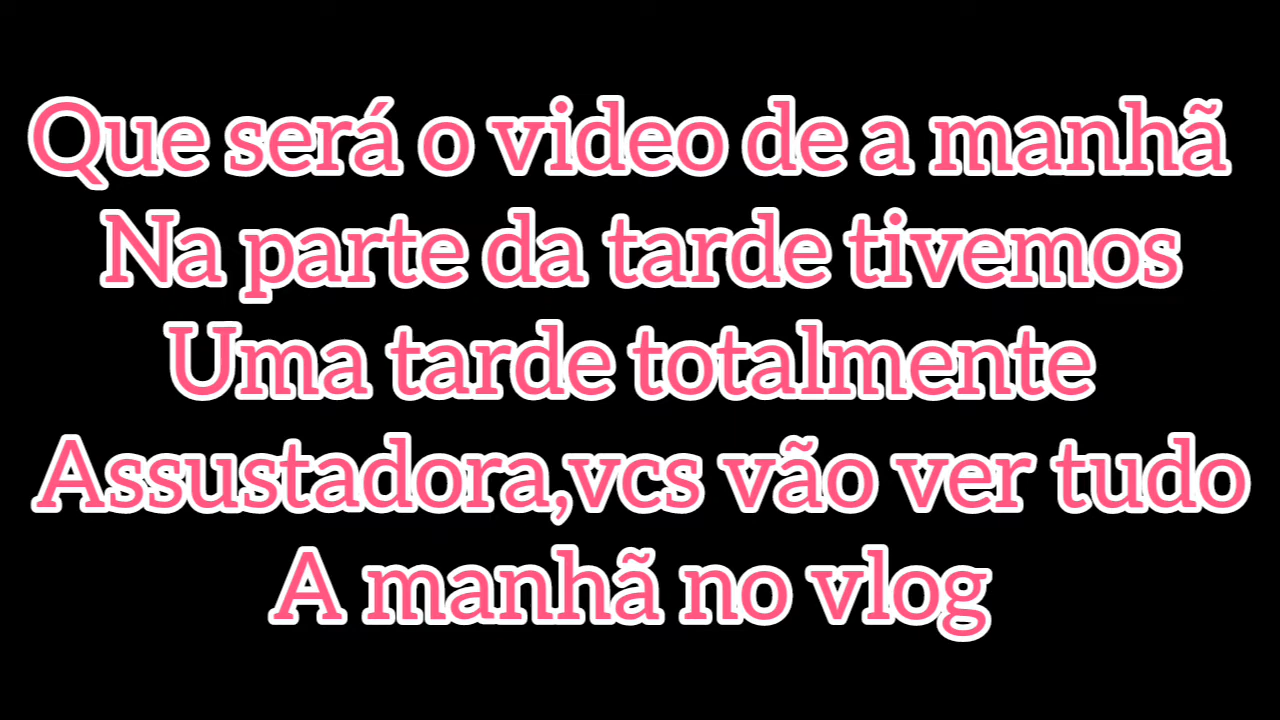 Que será o video de a manhã
Na parte da tarde tivemos
Uma tarde totalmente
Assustadora,vcs vão ver tudo
A manhã no vlog